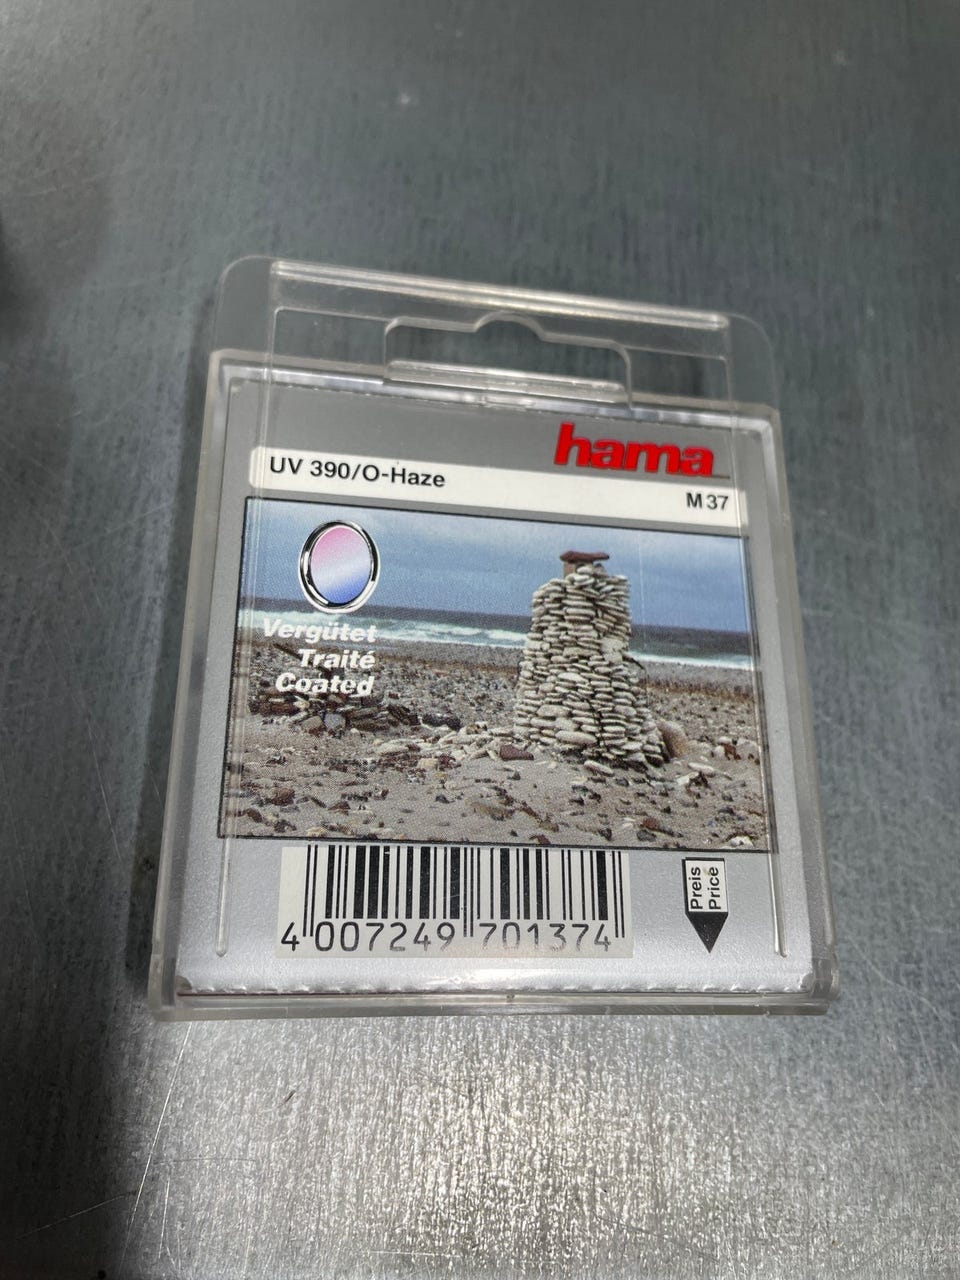 hama
UV 390/O-Haze
M 37
Vergütet
Traité
Coated
4 007249 701374
Preis
Price